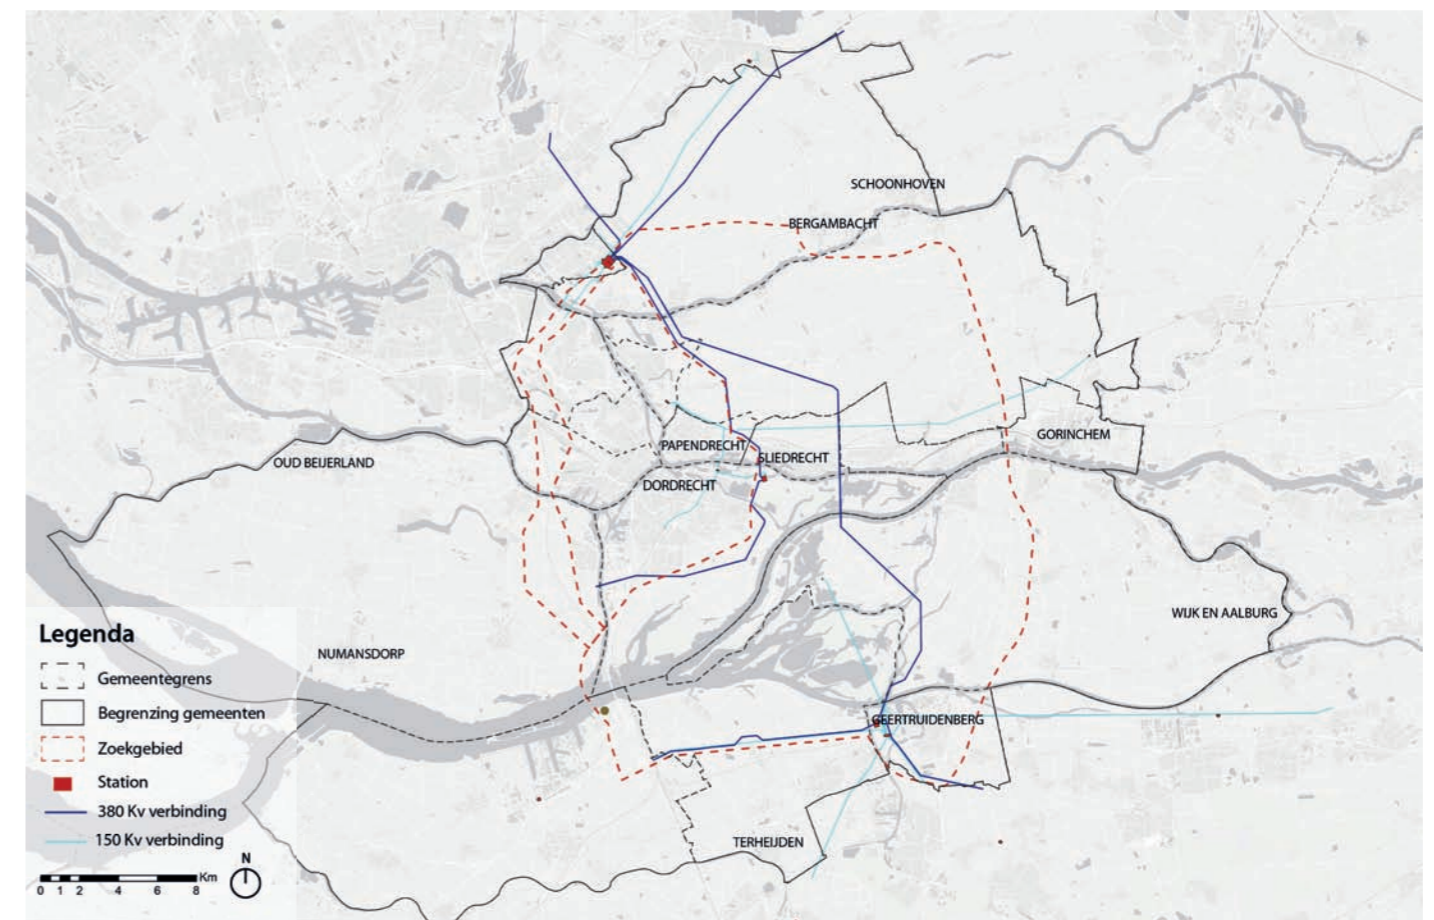 SCHOONHOVEN
BERGAMBACHT
PAPENDRECHT
SLIEDRECHT
GORINCHEM
OUD BEIJERLAND
DORDRECHT
WIJK EN AALBURG
NUMANSDORP
GEERTRUIDENBERG
TERHEIJDEN
Legenda
Gemeentegrens
Begrenzing gemeenten
Zoekgebied
Station
380 Kv verbinding
150 Kv verbinding
N
Km
0 1 2 4 6 8